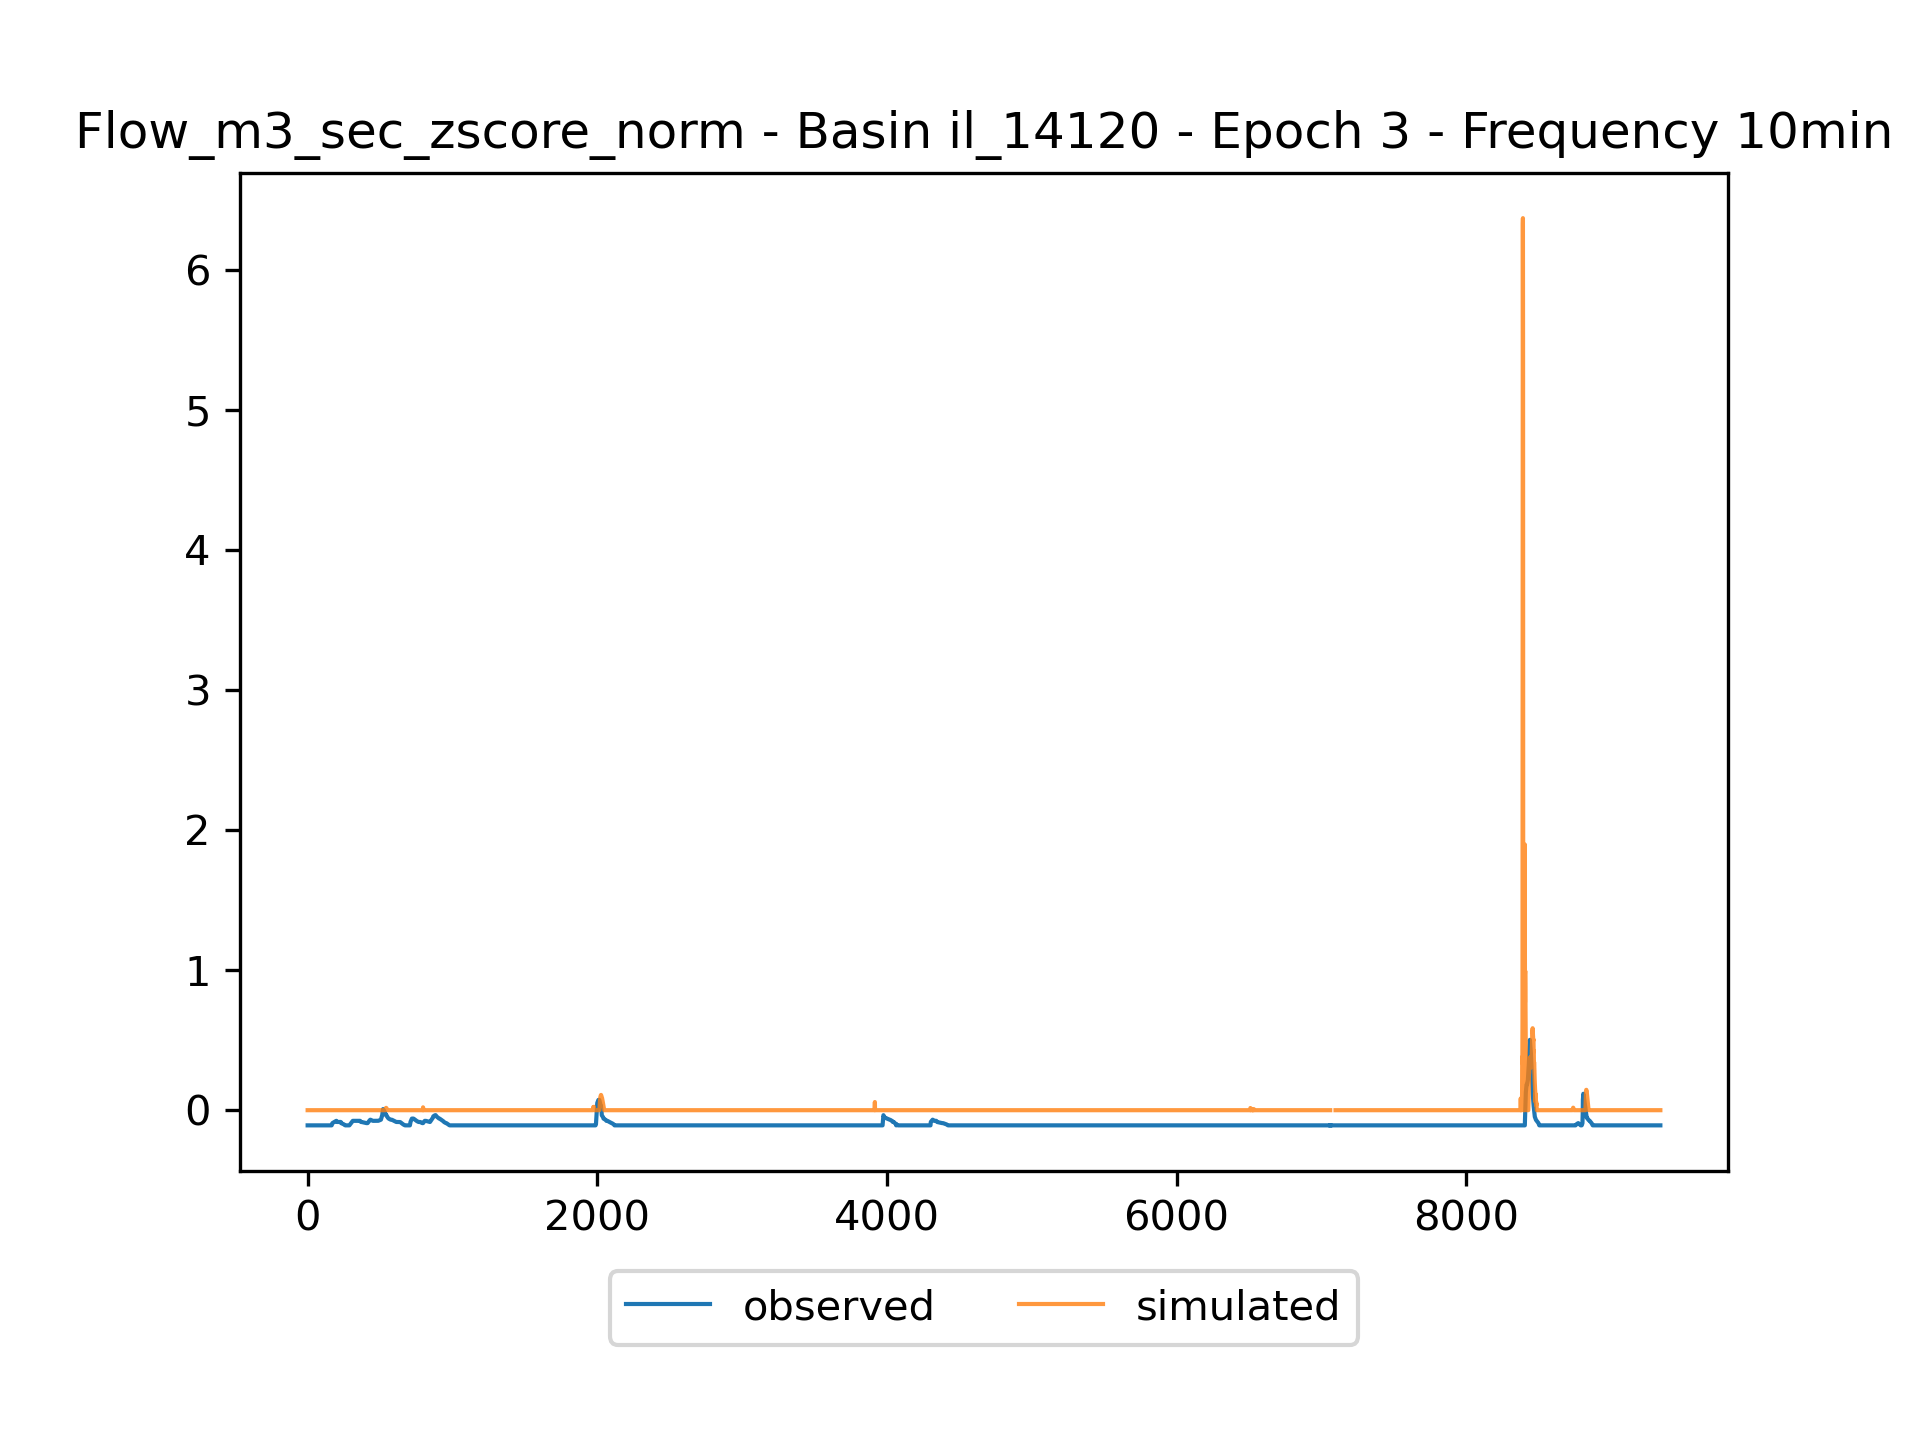 Flow_m3_sec_zscore_norm - Basin il_14120 - Epoch 3 - Frequency 10min
6
5
4
3
2
1
0
0 2000 4000 6000 8000
observed simulated